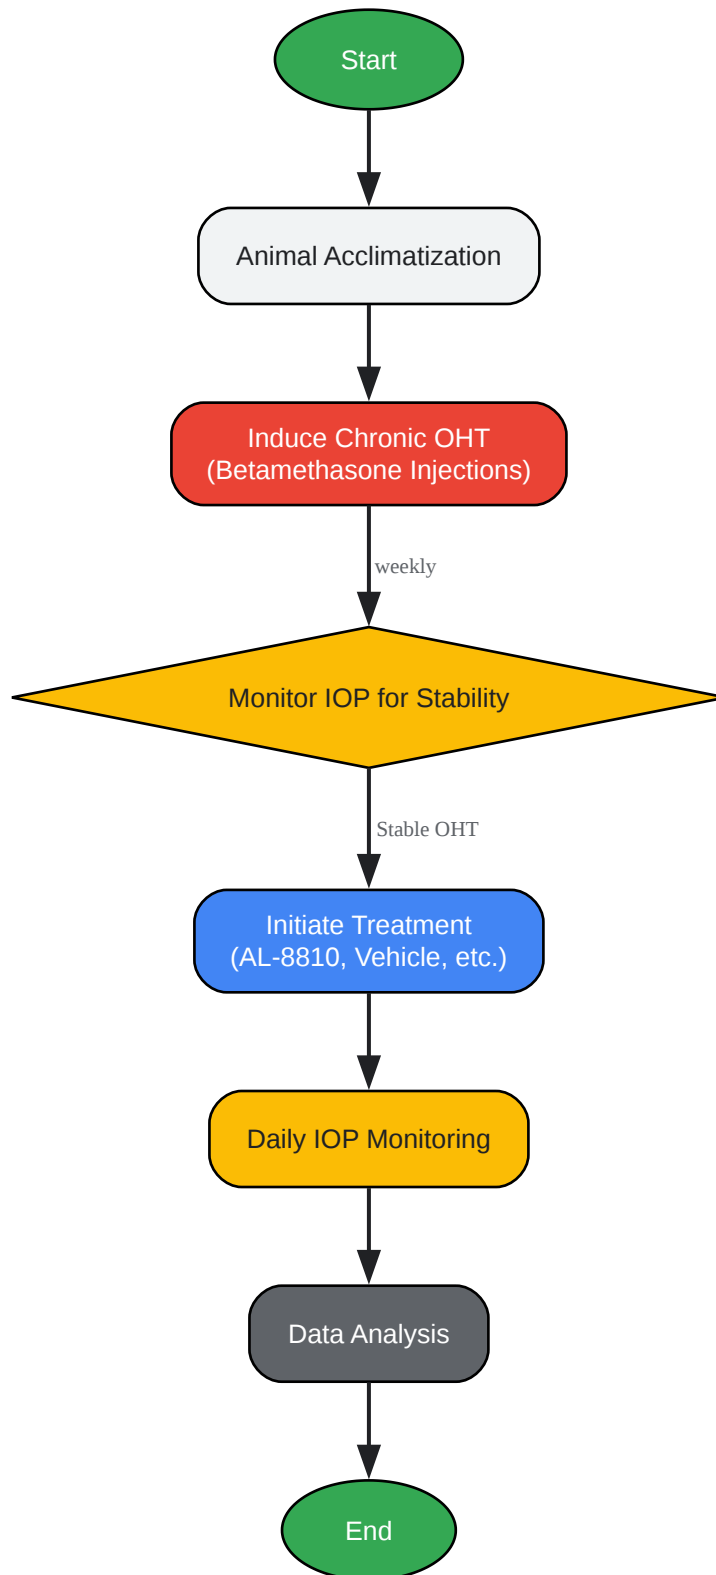 Start
Animal Acclimatization
Induce Chronic OHT
(Betamethasone Injections)
weekly
Monitor IOP for Stability
Stable OHT
Initiate Treatment
(AL-8810, Vehicle, etc.)
Daily IOP Monitoring
Data Analysis
End